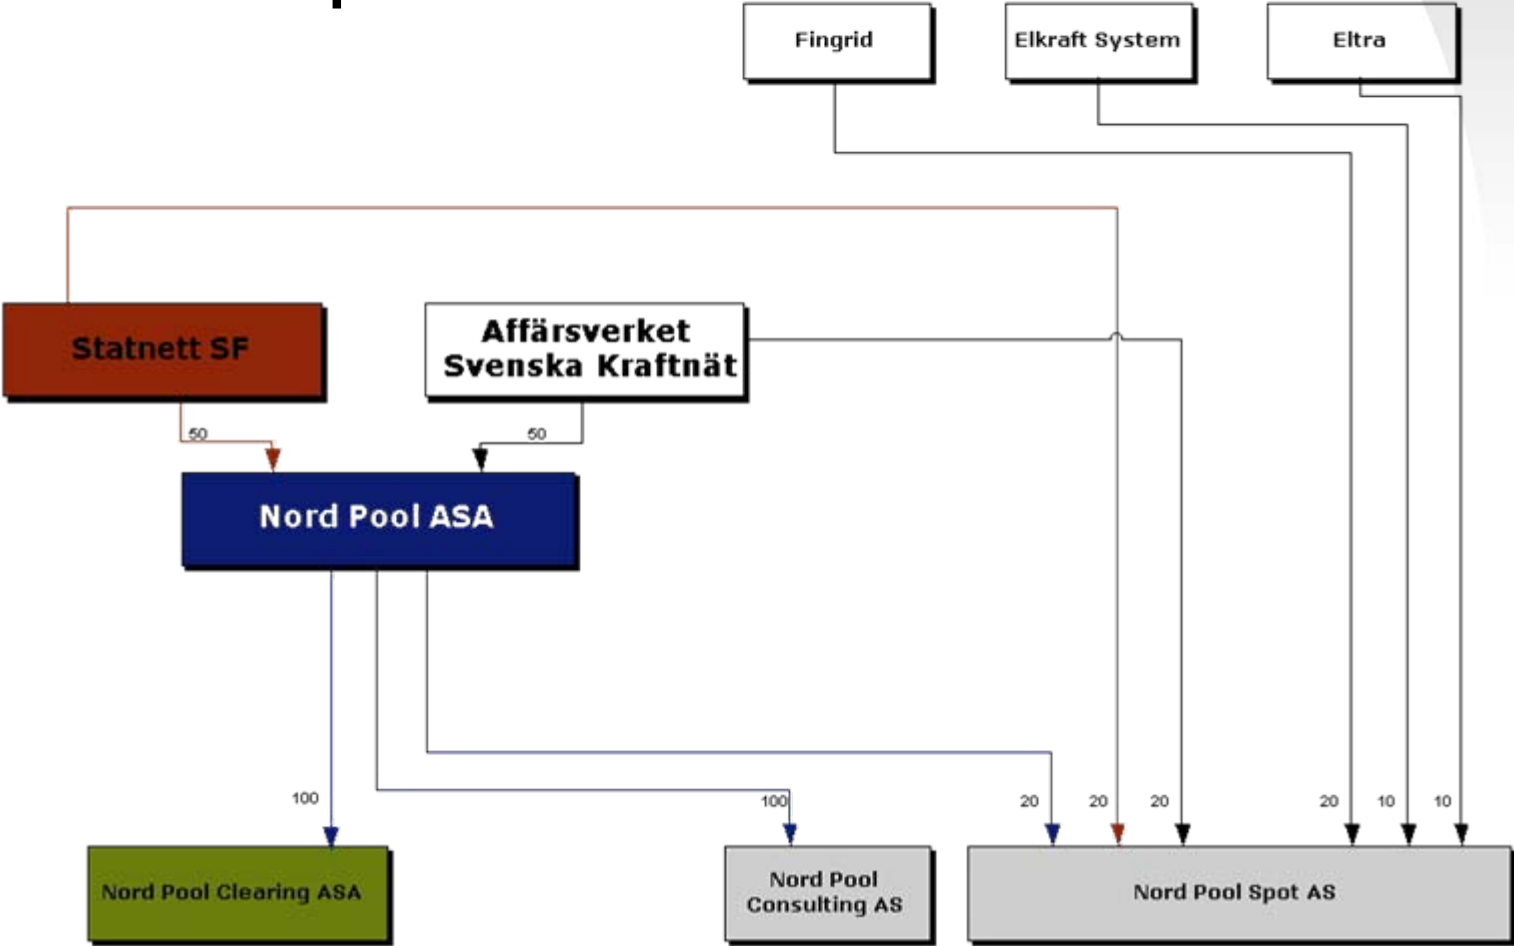 Fingrid
Elkraft System
Eltra
Statnett SF
Affärsverket
Svenska Kraftnät
50
50
Nord Pool ASA
100
100
20
20
20
20
10
10
Nord Pool Clearing ASA
Nord Pool
Consulting AS
Nord Pool Spot AS